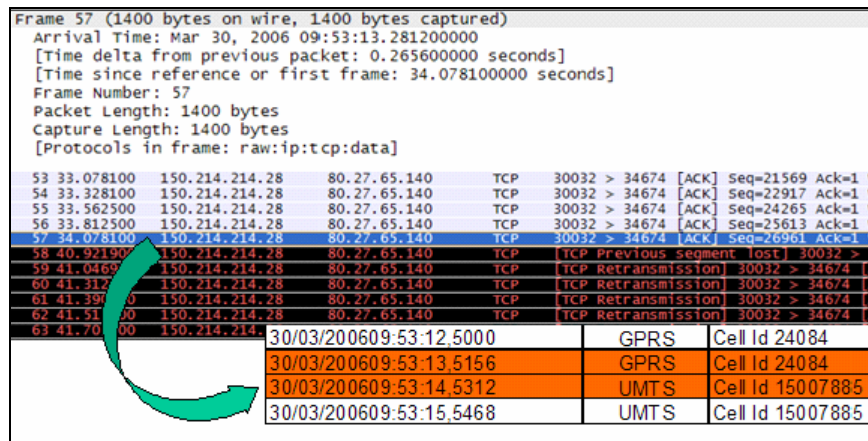 Frame 57 (1400 bytes on wire, 1400 bytes captured)
Arrival Time: Mar 30, 2006 09:53:13.281200000
[Time delta from previous packet: 0.265600000 seconds]
[Time since reference or first frame: 34.078100000 seconds]
Frame Number: 57
Packet Length: 1400 bytes
Capture Length: 1400 bytes
[Protocols in frame: raw:ip:tcp:data]
53 33.078100 150.214.214.28 80.27.65.140 TCP 30032 > 34674 [ACK] Seq=21569 Ack=1
54 33.328100 150.214.214.28 80.27.65.140 TCP 30032 > 34674 [ACK] Seq=22917 Ack=1
55 33.562500 150.214.214.28 80.27.65.140 TCP 30032 > 34674 [ACK] Seq=24265 Ack=1
56 33.812500 150.214.214.28 80.27.65.140 TCP 30032 > 34674 [ACK] Seq=25613 Ack=1
57 34.078100 150.214.214.28 80.27.65.140 TCP 30032 > 34674 [ACK] Seq=26961 Ack=1
58 40.921900 150.214.214.28 80.27.65.140 TCP [TCP Previous segment lost] 30032 >
59 41.0469 150.214.214.28 80.27.65.140 TCP [TCP Retransmission] 30032 > 34674 [
60 41.312 150.214.214.28 80.27.65.140 TCP [TCP Retransmission] 30032 > 34674 [
61 41.390 150.214.214.28 80.27.65.140 TCP [TCP Retransmission] 30032 > 34674 [
62 41.51 150.214.214.28 80.27.65.140 TCP [TCP Retransmission] 30032 > 34674 [
63 41.70 00 150.214.214.
30/03/200609:53:12,5000 GPRS Cell Id 24084
30/03/200609:53:13,5156 GPRS Cell Id 24084
30/03/200609:53:14,5312 UMTS Cell Id 15007885
30/03/200609:53:15,5468 UMTS Cell Id 15007885